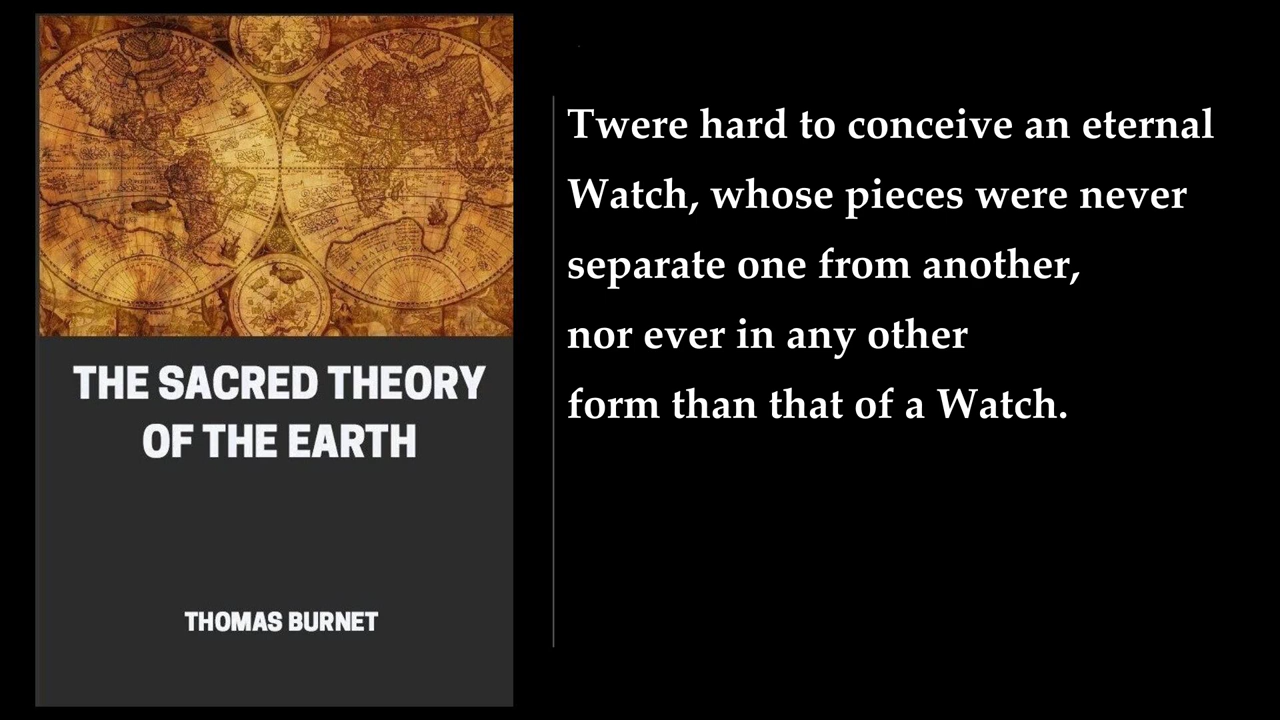 THE SACRED THEORY
OF THE EARTH
THOMAS BURNET
Twere hard to conceive an eternal
Watch, whose pieces were never
separate one from another,
nor ever in any other
form than that of a Watch.